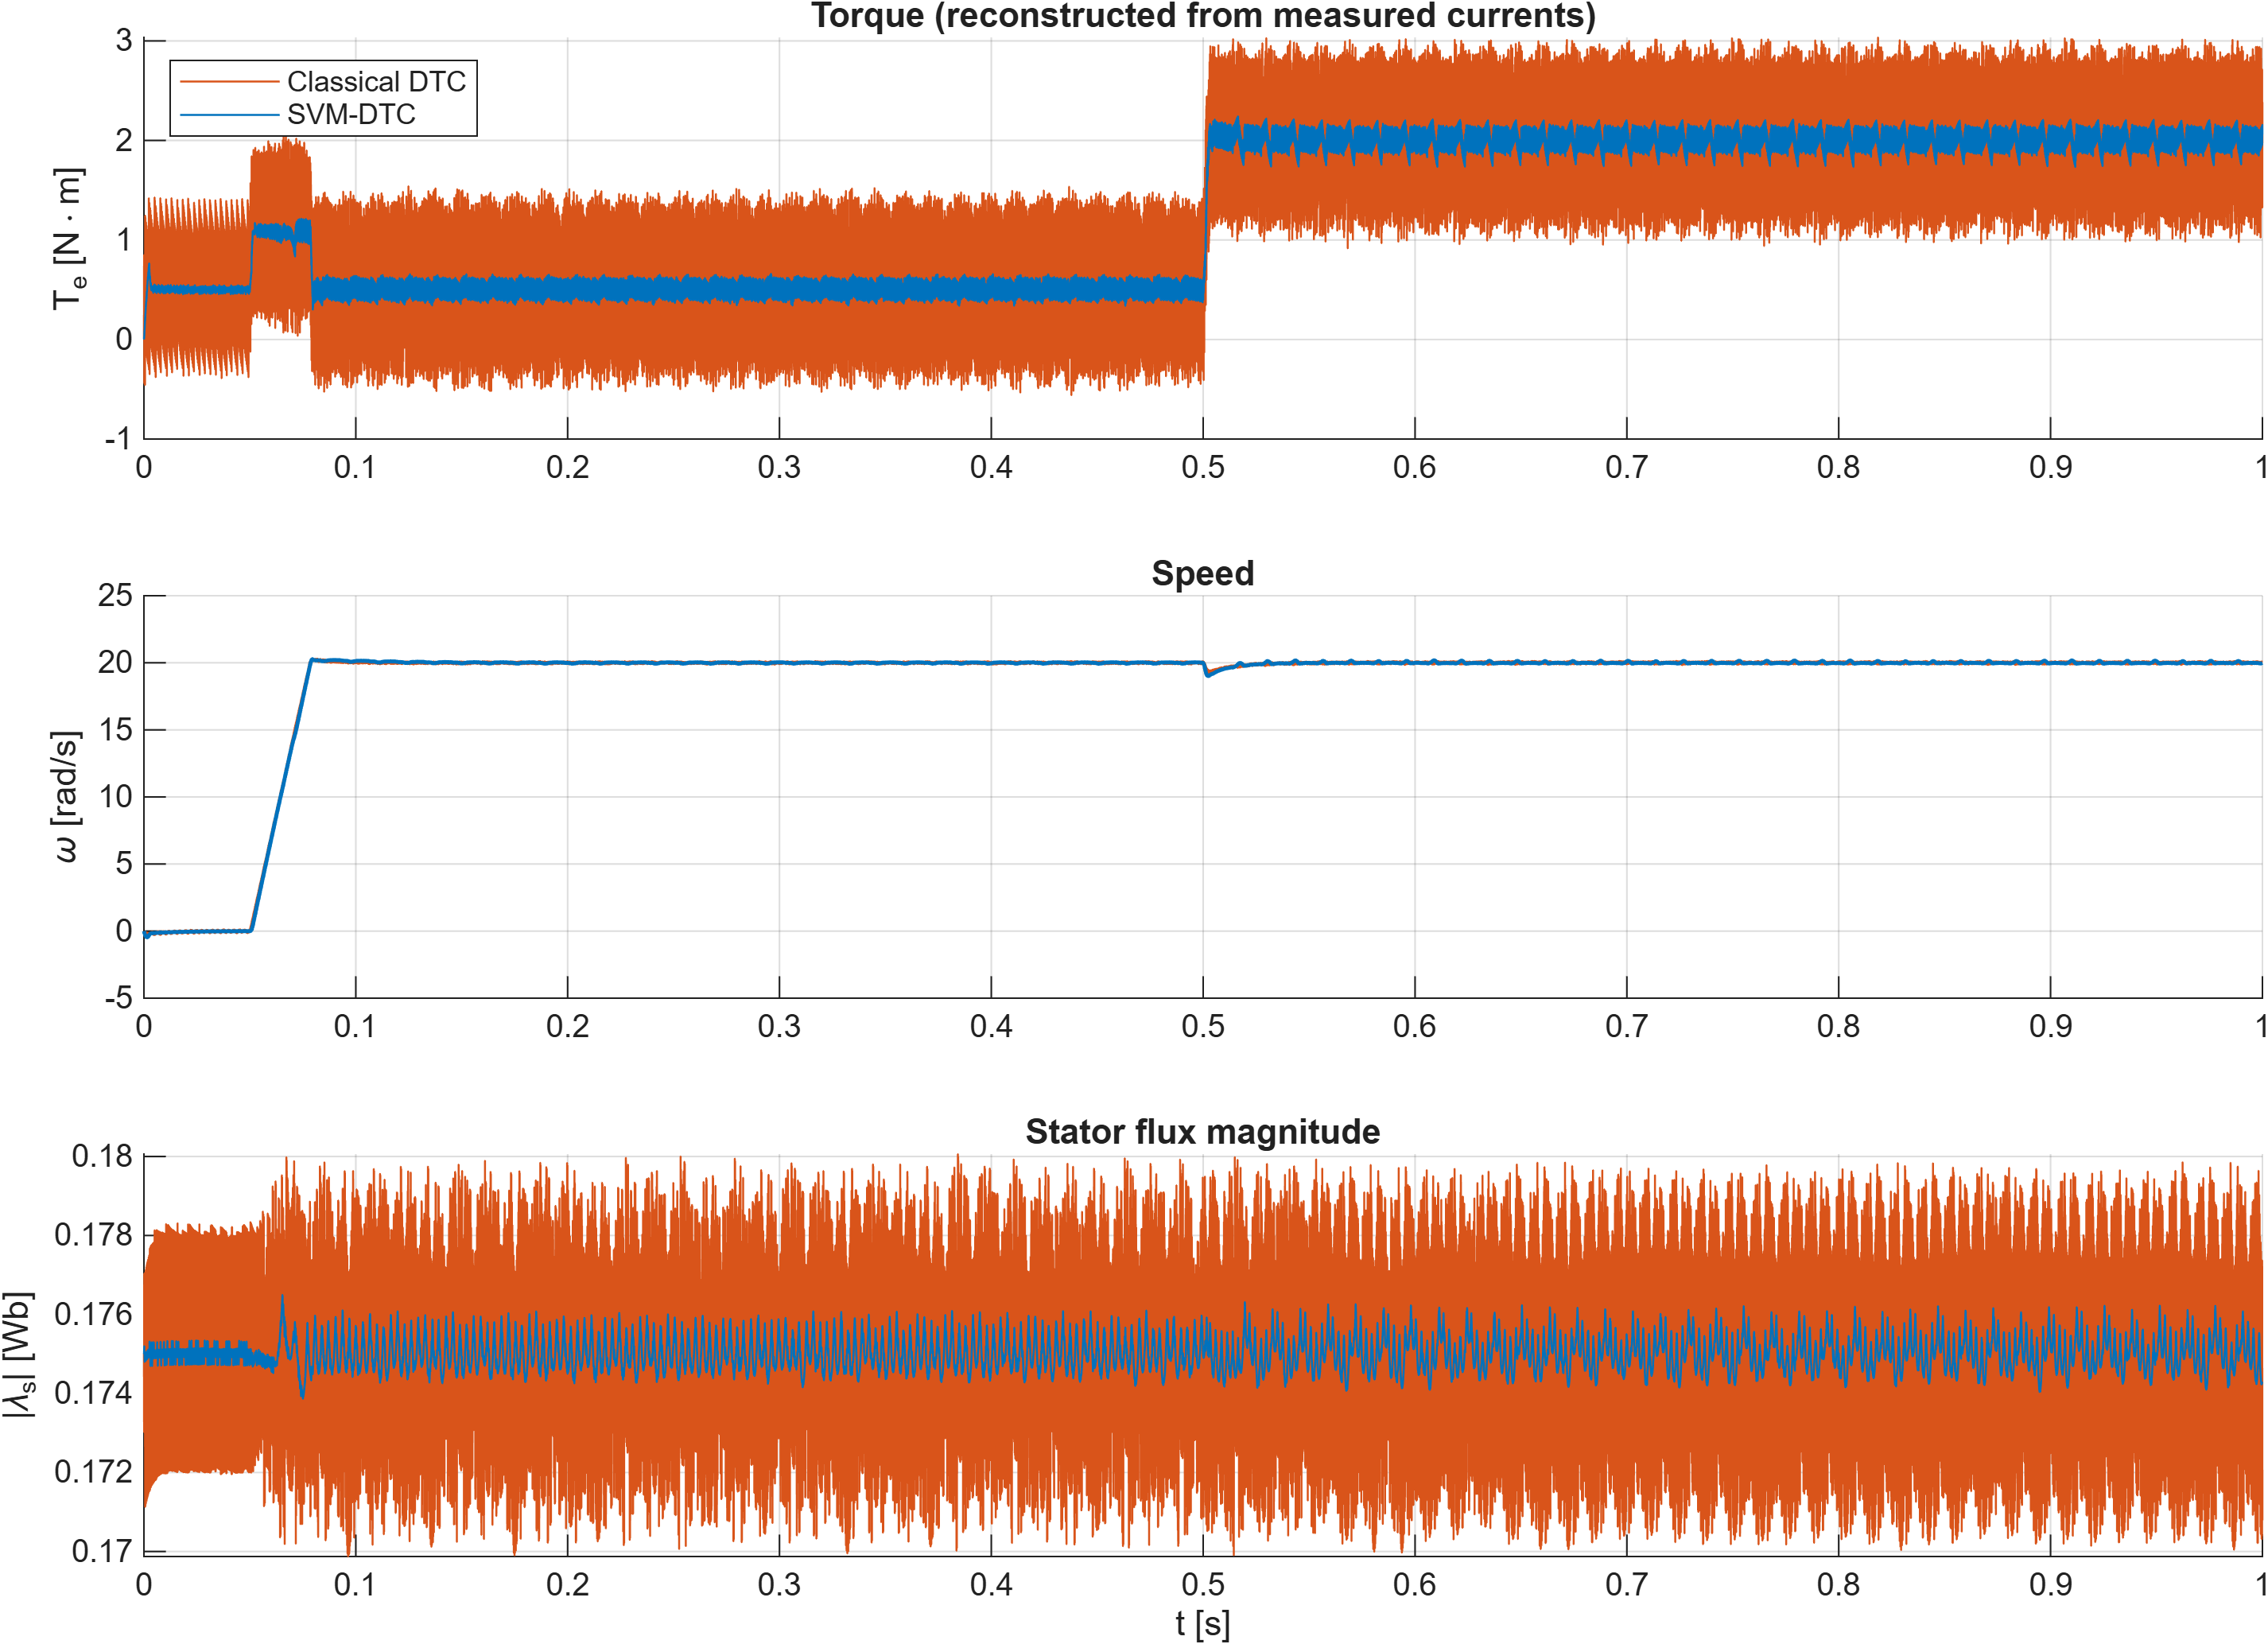 Torque (reconstructed from measured currents)
Classical DTC
SVM-DTC
Te [N · m]
3
2
1
0
-1
0 0.1 0.2 0.3 0.4 0.5 0.6 0.7 0.8 0.9 1
Speed
ω [rad/s]
25
20
15
10
5
0
-5
0 0.1 0.2 0.3 0.4 0.5 0.6 0.7 0.8 0.9 1
Stator flux magnitude
|λs| [Wb]
0.18
0.178
0.176
0.174
0.172
0.17
0 0.1 0.2 0.3 0.4 0.5 0.6 0.7 0.8 0.9 1
t [s]